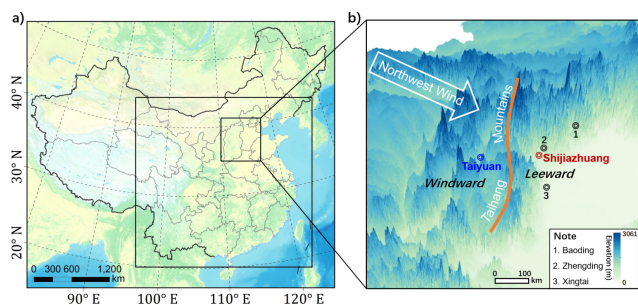 a)
40° N
30° N
20° N
0 300 600 1,200
km
90° E 100° E 110° E 120° E
b)
Northwest Wind
Mountains
Taihang
1
2
3
Taiyuan
Shijiazhuang
Windward
Leeward
Note
1. Baoding
2. Zhengding
3. Xingtai
Elevation (m)
3061
0
0 100
km